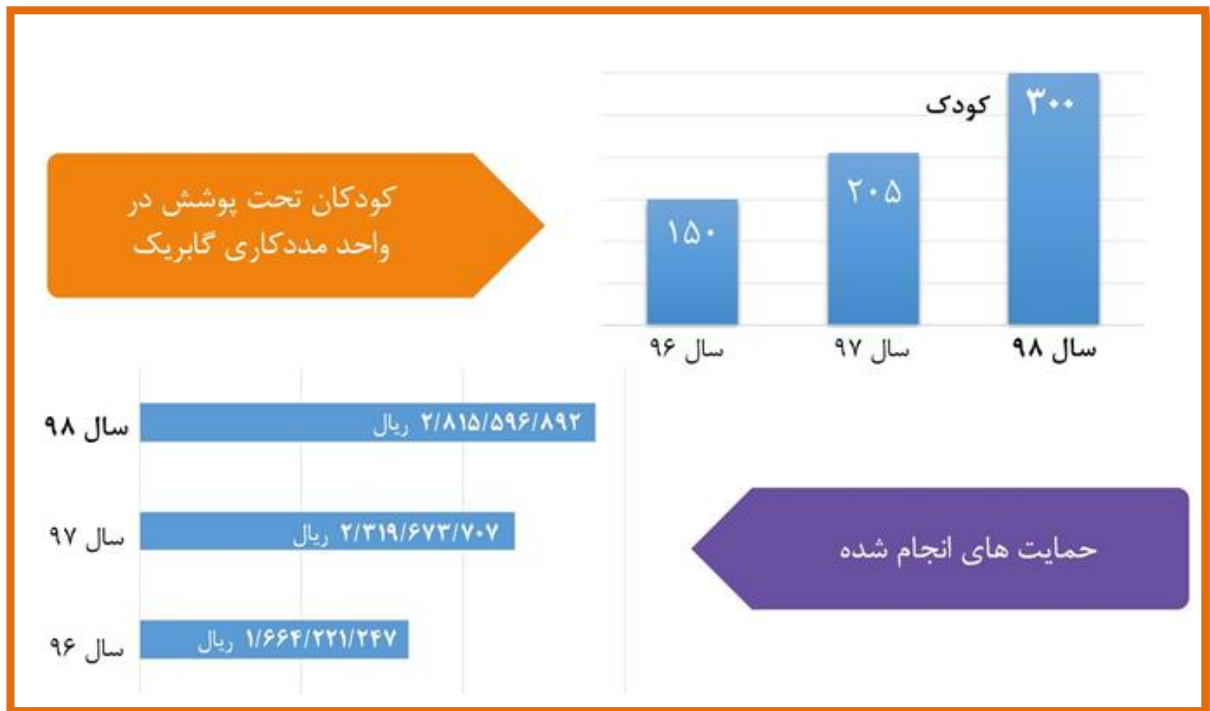 کودک
۳۰۰
۲۰۵
۱۵۰
سال ۹۸
سال ۹۷
سال ۹۶
کودکان تحت پوشش در
واحد مددکاری گابریک
سال ۹۸
۲/۸۱۵/۵۹۶/۸۹۲ ریال
سال ۹۷
۲/۳۱۹/۶۷۳/۷۰۷ ریال
سال ۹۶
۱/۶۶۴/۲۲۱/۲۴۷ ریال
حمایت های انجام شده